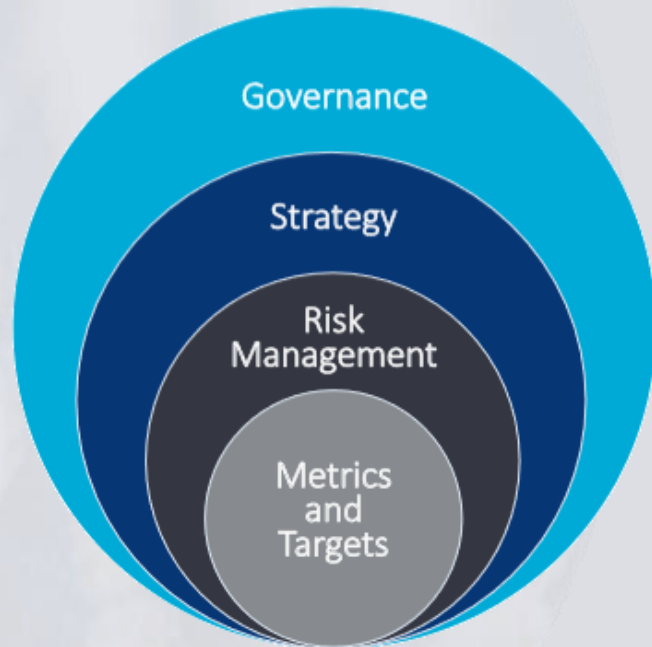 Governance
Strategy
Risk
Management
Metrics
and
Targets